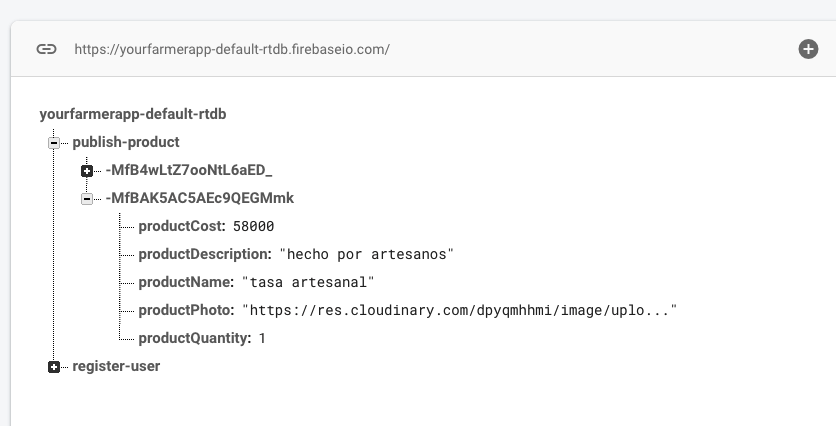 https://yourfarmerapp-default-rtdb.firebaseio.com/
yourfarmerapp-default-rtdb
publish-product
-MfB4wLtZ7ooNtL6aED_
-MfBAK5AC5AEc9QEGMmk
productCost: 58000
productDescription: "hecho por artesanos"
productName: "tasa artesanal"
productPhoto: "https://res.cloudinary.com/dpyqmhhmi/image/uplo..."
productQuantity: 1
register-user